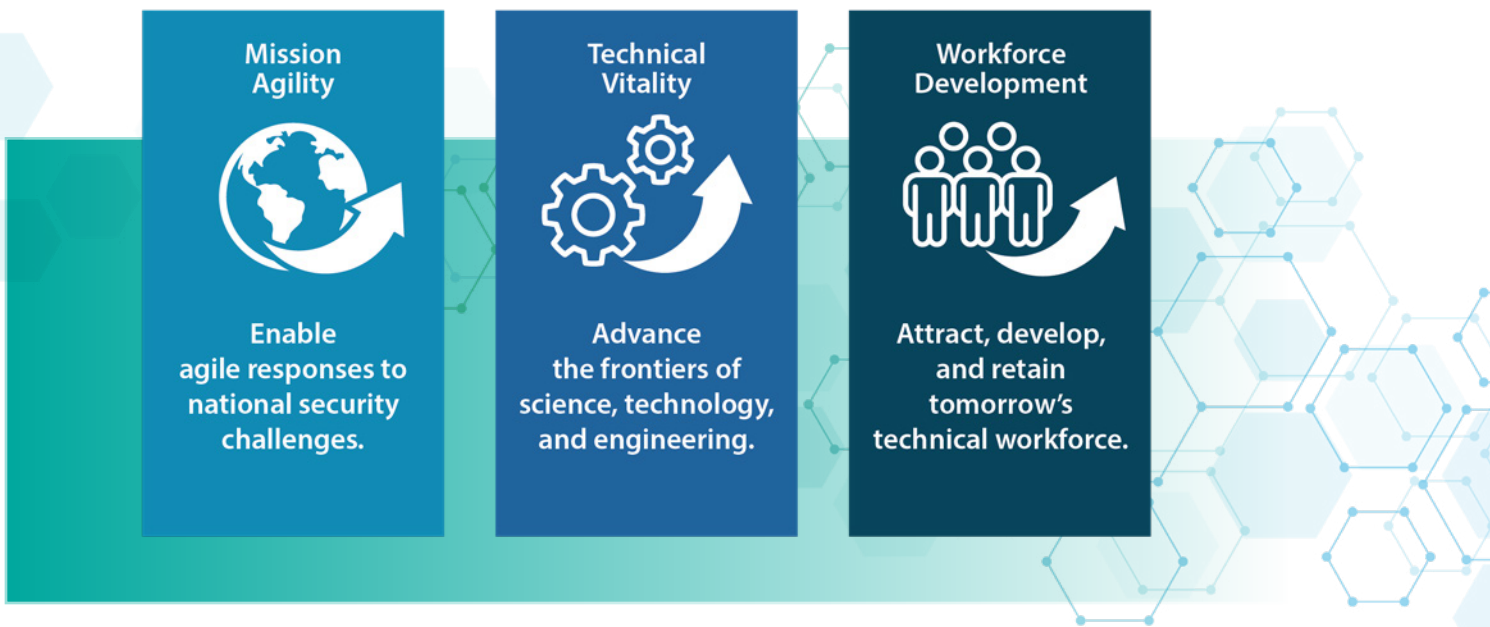 Mission
Agility
Enable
agile responses to
national security
challenges.
Technical
Vitality
Advance
the frontiers of
science, technology,
and engineering.
Workforce
Development
Attract, develop,
and retain
tomorrow’s
technical workforce.